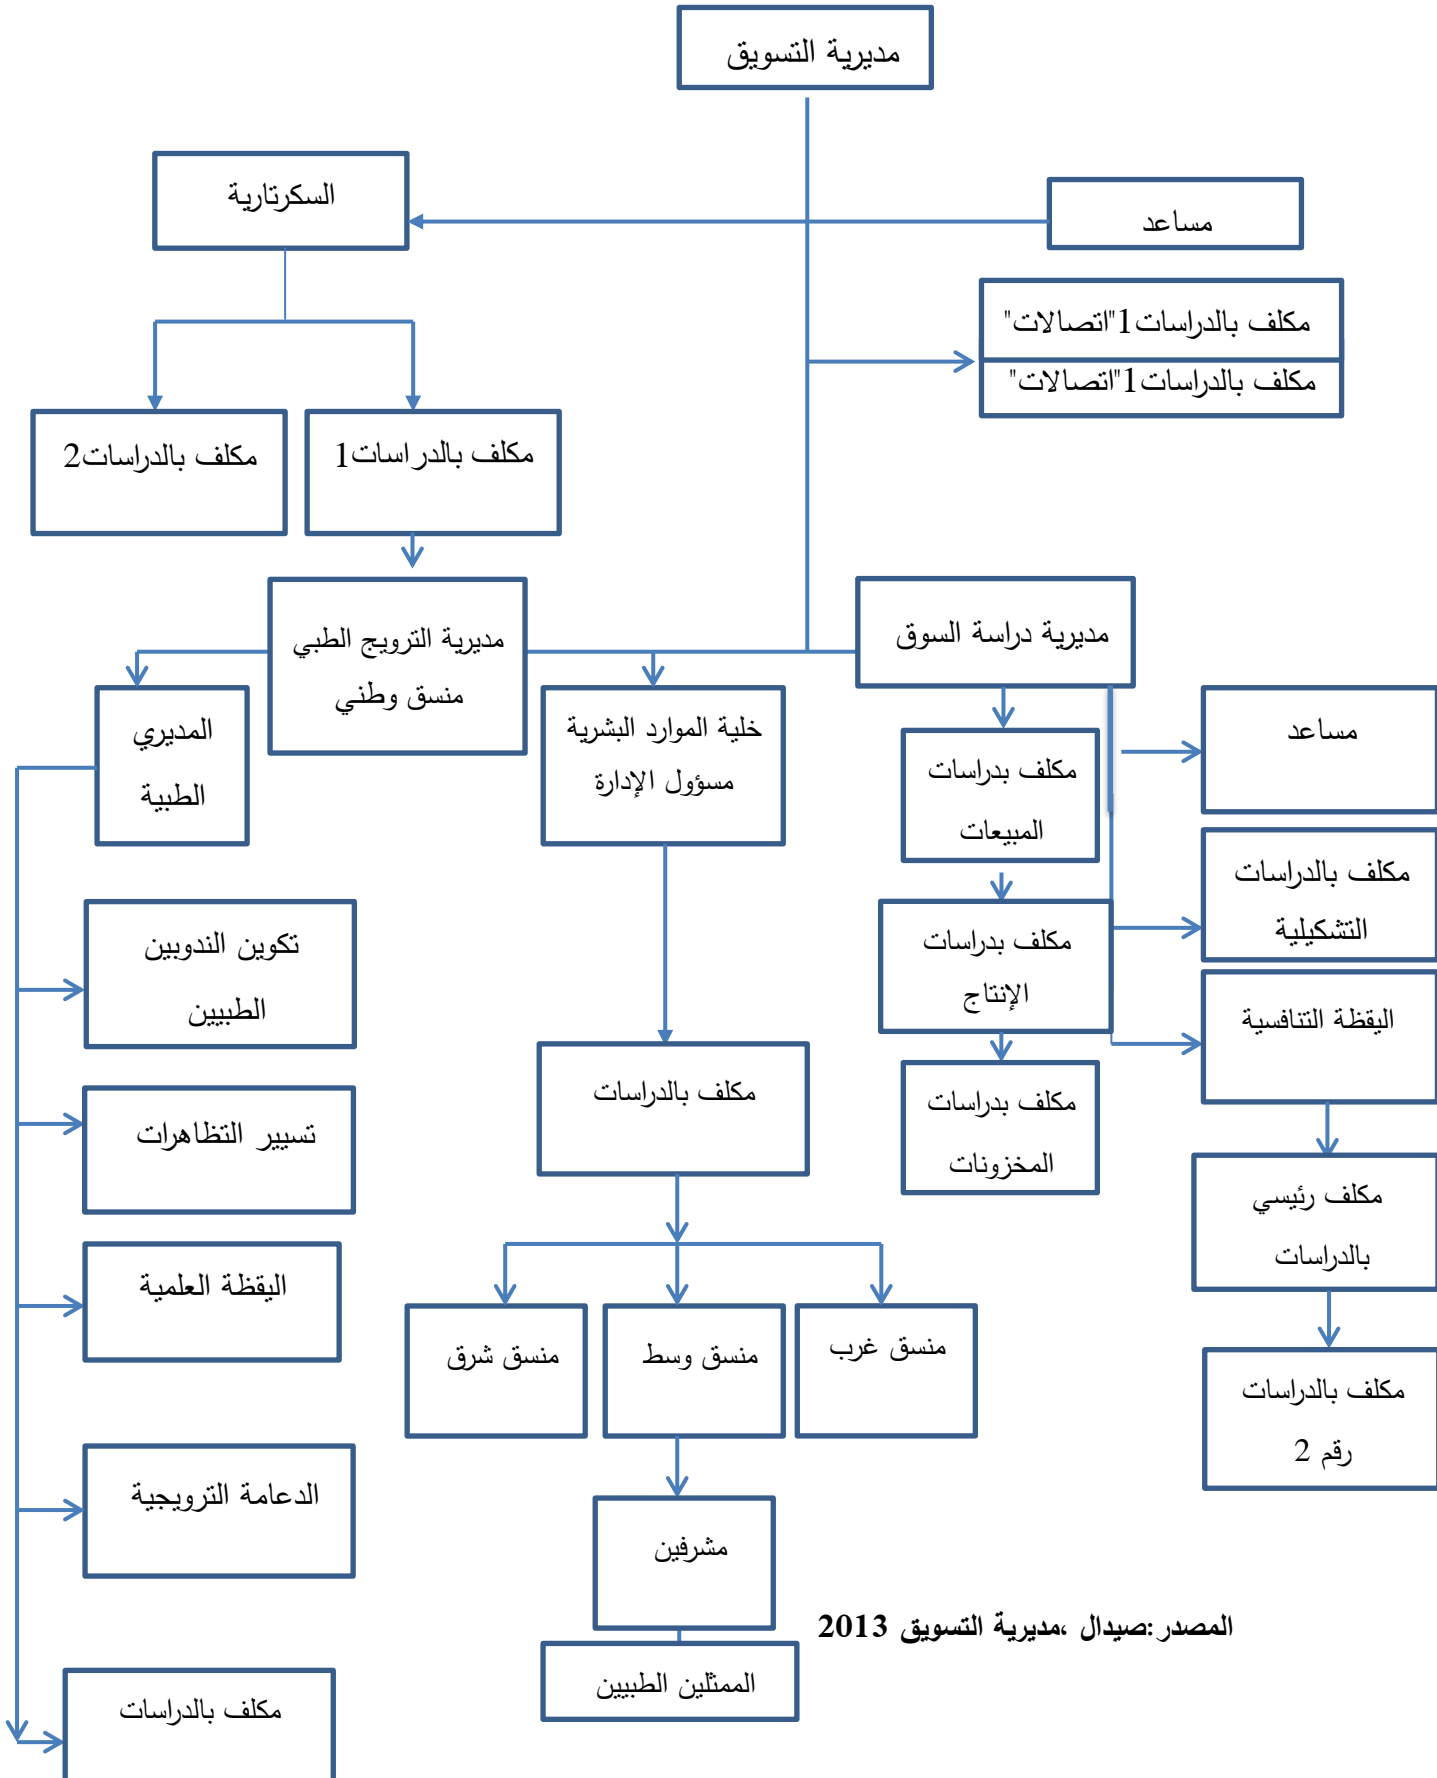 مديرية التسويق
السكرتارية
مساعد
مكلف بالدراسات1"اتصالات"
مكلف بالدراسات1"اتصالات"
مكلف بالدراسات1
مكلف بالدراسات2
مديرية دراسة السوق
مديرية الترويج الطبي
منسق وطني
خلية الموارد البشرية
مسؤول الإدارة
المديري
الطبية
مساعد
مكلف بدراسات
المبيعات
مكلف بالدراسات
التشكيلية
مكلف بدراسات
الإنتاج
تكوين الندوبين
الطبيين
اليقظة التنافسية
مكلف بالدراسات
مكلف بدراسات
المخزونات
تسيير التظاهرات
مكلف رئيسي
بالدراسات
اليقظة العلمية
منسق غرب
منسق وسط
منسق شرق
مكلف بالدراسات
رقم 2
الدعامة الترويجية
مشرفين
المصدر:صيدال ،مديرية التسويق 2013
الممثلين الطبيين
مكلف بالدراسات